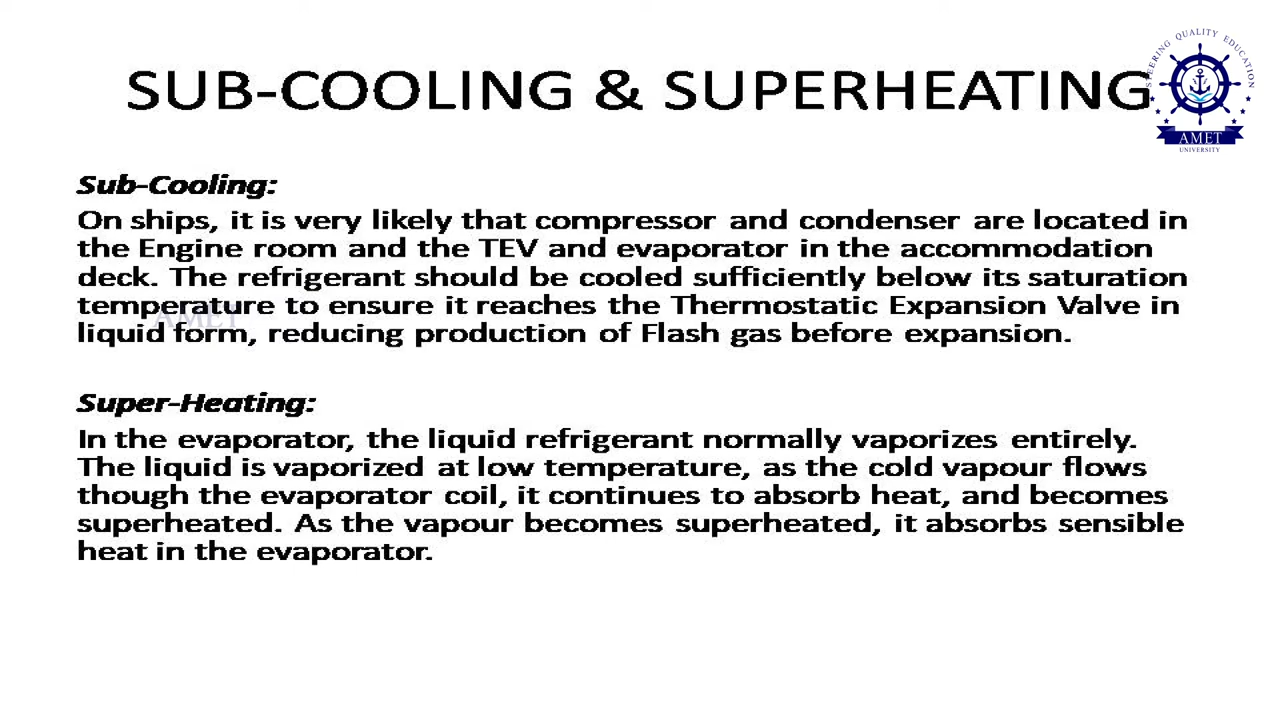 SUB-COOLING & SUPERHEATING
STEERING QUALITY EDUCATION
AMET
UNIVERSITY
Sub-Cooling:
On ships, it is very likely that compressor and condenser are located in
the Engine room and the TEV and evaporator in the accommodation
deck. The refrigerant should be cooled sufficiently below its saturation
temperature to ensure it reaches the Thermostatic Expansion Valve in
AMET
liquid form, reducing production of Flash gas before expansion.
Super-Heating:
In the evaporator, the liquid refrigerant normally vaporizes entirely.
The liquid is vaporized at low temperature, as the cold vapour flows
though the evaporator coil, it continues to absorb heat, and becomes
superheated. As the vapour becomes superheated, it absorbs sensible
heat in the evaporator.